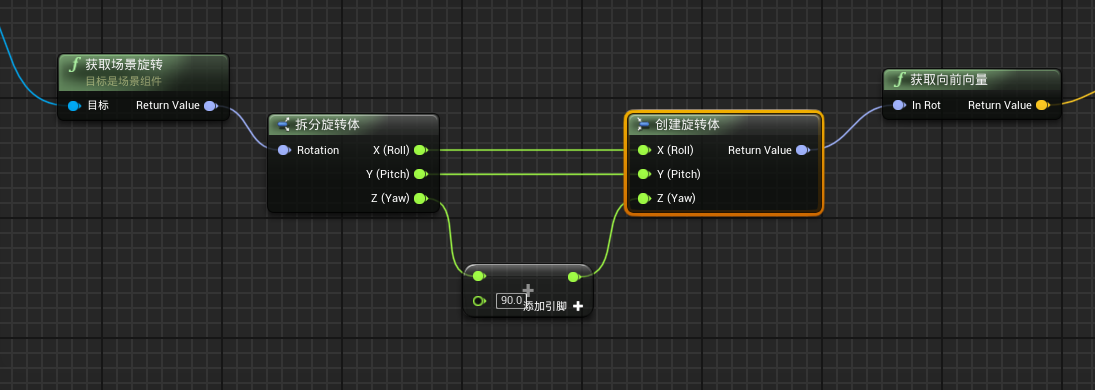 获取场景旋转
目标是场景组件
目标
Return Value
拆分旋转体
Rotation
X (Roll)
Y (Pitch)
Z (Yaw)
90.0
添加引脚
创建旋转体
X (Roll)
Return Value
Y (Pitch)
Z (Yaw)
获取向前向量
In Rot
Return Value